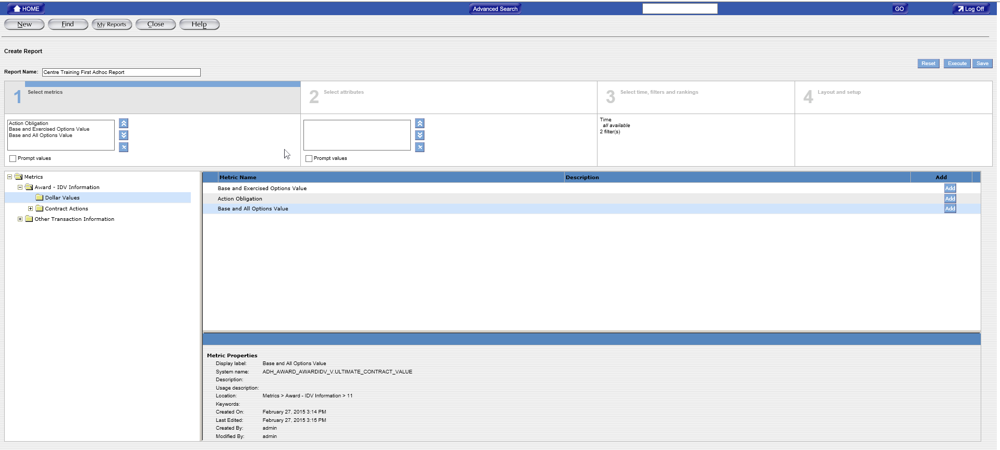 HOME
Advanced Search
GO
Log Off
New
Find
My Reports
Close
Help
Create Report
Reset
Execute
Save
Report Name:
Centre Training First Adhoc Report
1
Select metrics
2
Select attributes
3
Select time, filters and rankings
4
Layout and setup
Action Obligation
Base and Exercised Options Value
Base and All Options Value
Prompt values
Prompt values
Time
all available
2 filter(s)
Metrics
Award - IDV Information
Dollar Values
Contract Actions
Other Transaction Information
Metric Name
Description
Add
Base and Exercised Options Value
Add
Action Obligation
Add
Base and All Options Value
Add
Metric Properties
Display label: Base and All Options Value
System name: ADH_AWARD_AWARDIDV_V.ULTIMATE_CONTRACT_VALUE
Description:
Usage description:
Location: Metrics > Award - IDV Information > 11
Keywords:
Created On: February 27, 2015 3:14 PM
Last Edited: February 27, 2015 3:15 PM
Created By: admin
Modified By: admin